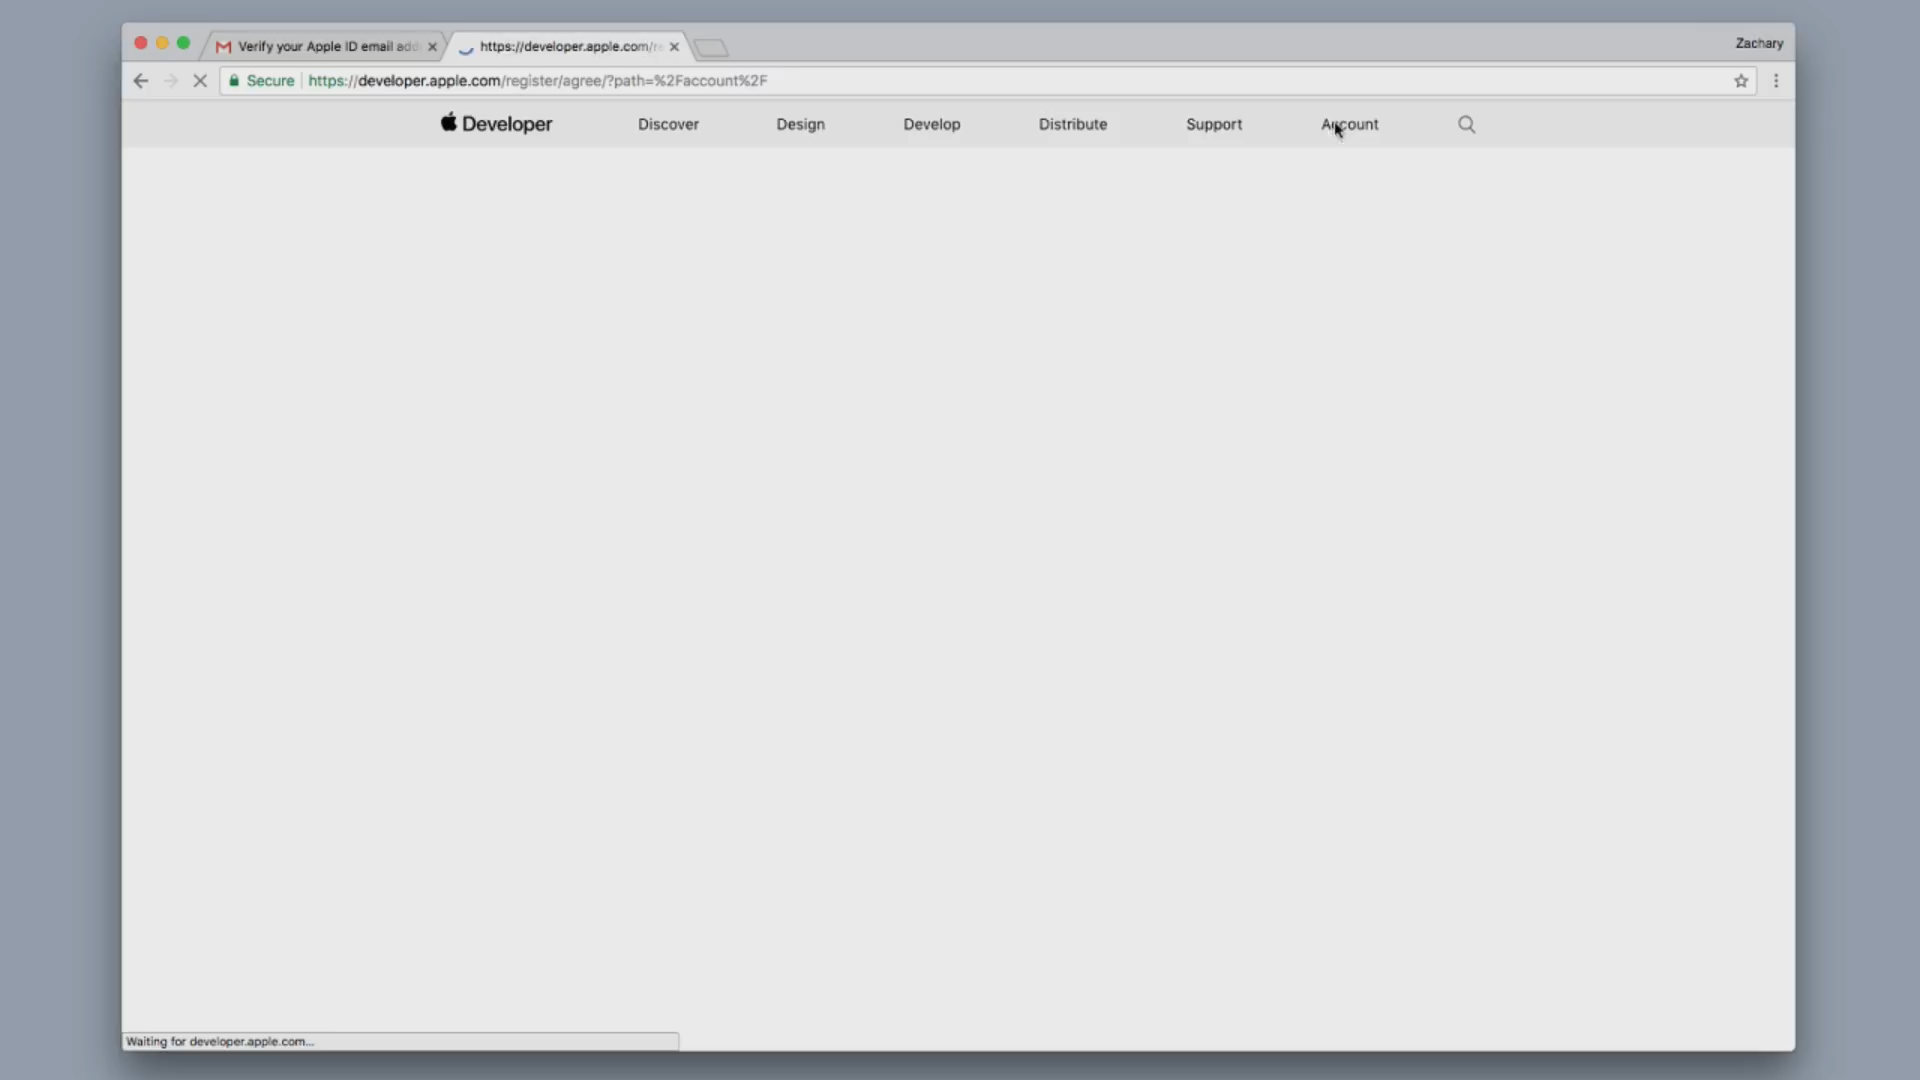 Verify your Apple ID email add
https://developer.apple.com/re
Zachary
Secure https://developer.apple.com/register/agree/?path=%2Faccount%2F
Developer Discover Design Develop Distribute Support Account
Waiting for developer.apple.com...